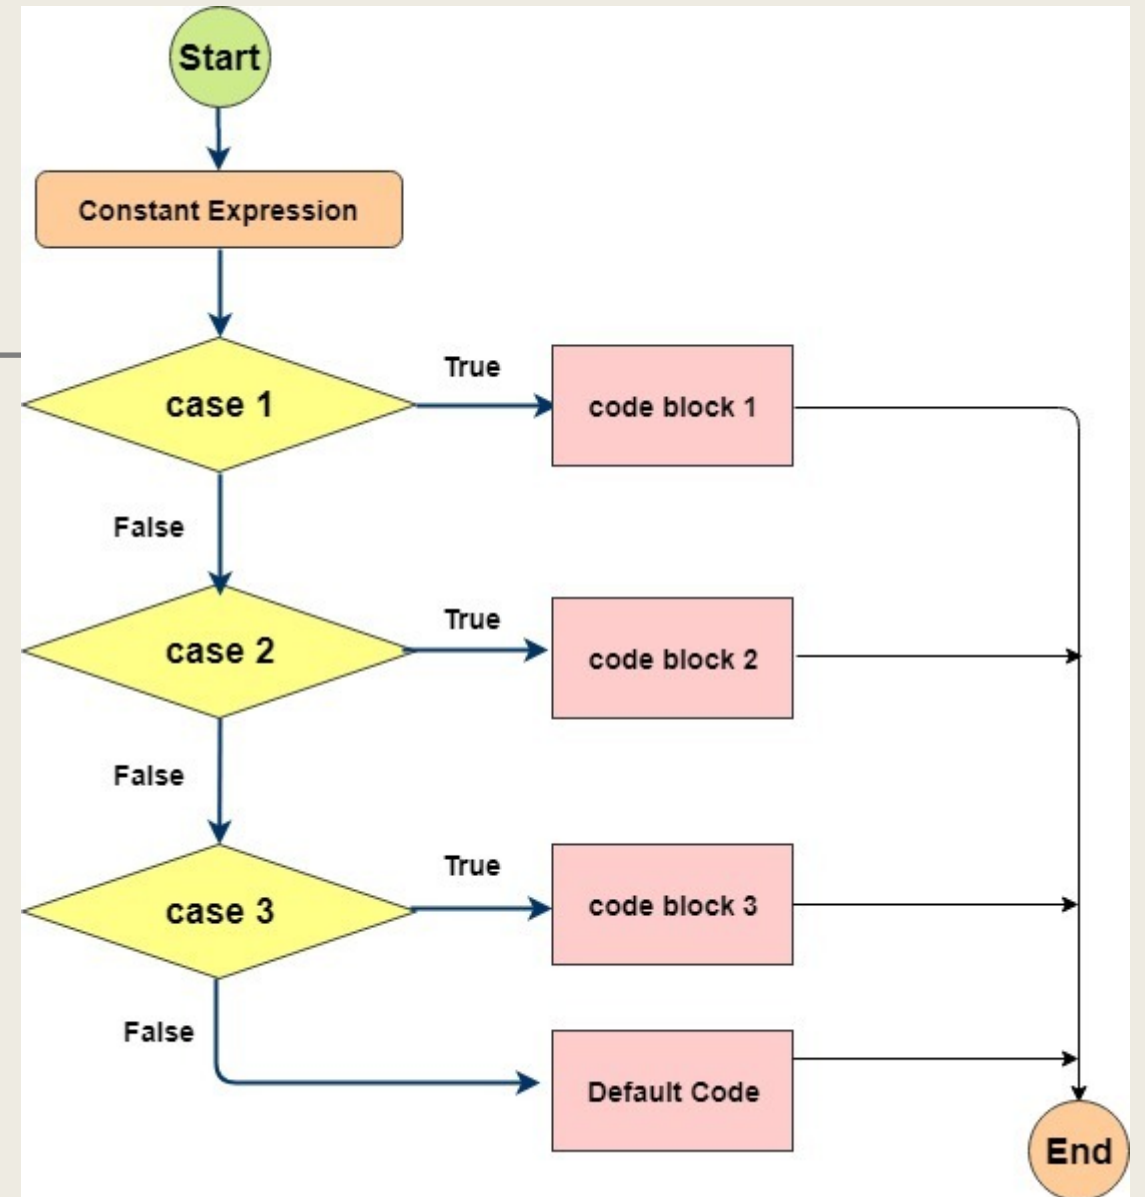 Start
Constant Expression
case 1
True
code block 1
False
case 2
True
code block 2
False
case 3
True
code block 3
False
Default Code
End